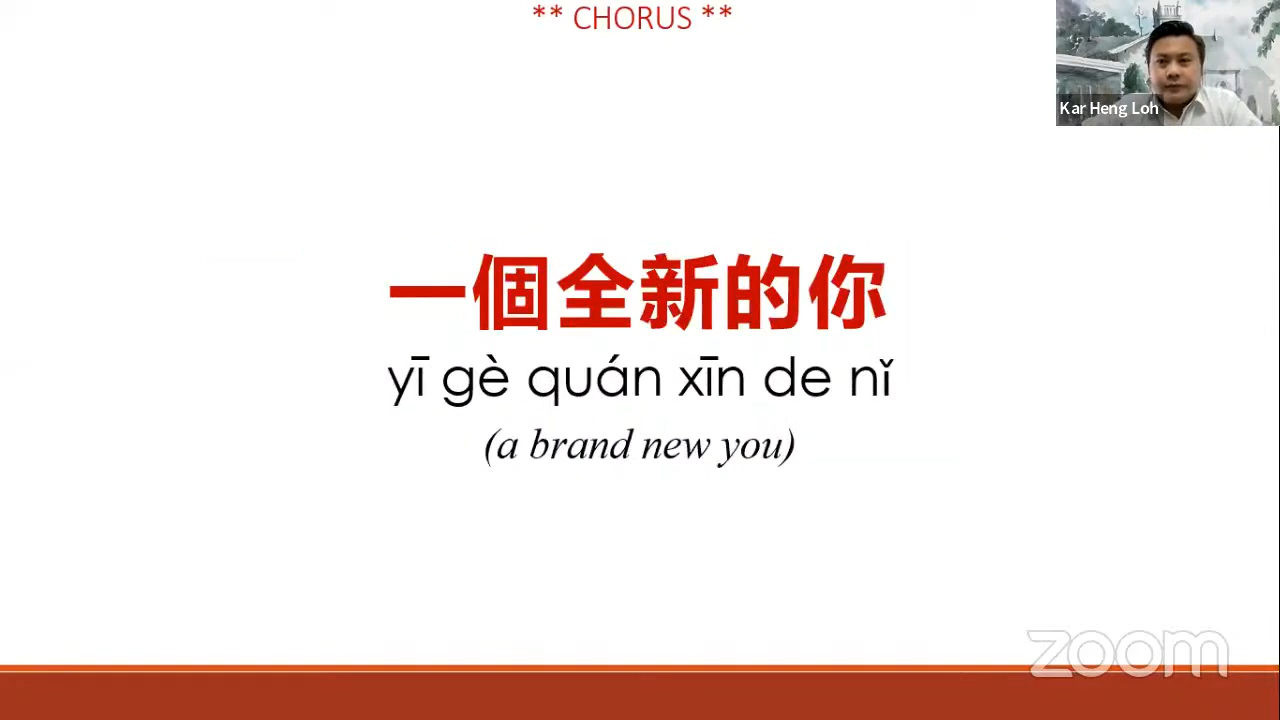 ** CHORUS **
Kar Heng Loh
一個全新的你
yī gè quán xīn de nǐ
(a brand new you)
zoom